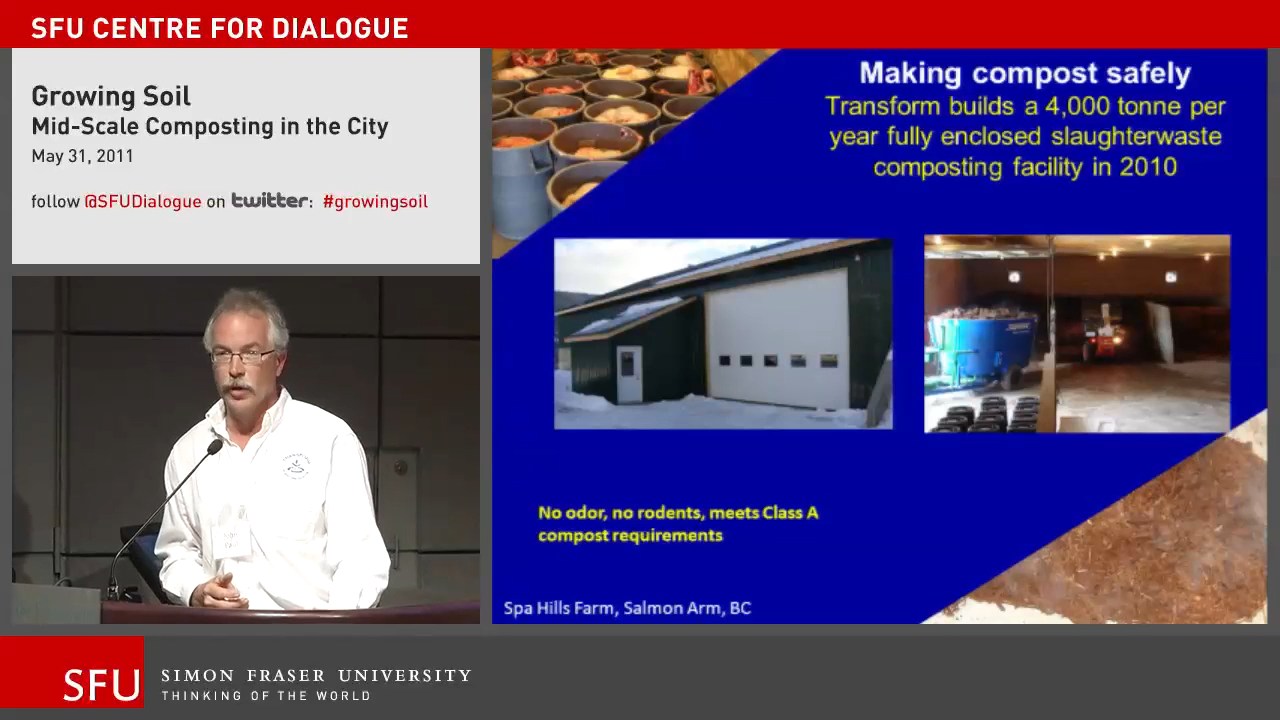 SFU CENTRE FOR DIALOGUE
Growing Soil
Mid-Scale Composting in the City
May 31, 2011
follow @SFUDialogue on twitter: #growingsoil
Making compost safely
Transform builds a 4,000 tonne per
year fully enclosed slaughterwaste
composting facility in 2010
No odor, no rodents, meets Class A
compost requirements
Spa Hills Farm, Salmon Arm, BC
SFU SIMON FRASER UNIVERSITY
THINKING OF THE WORLD